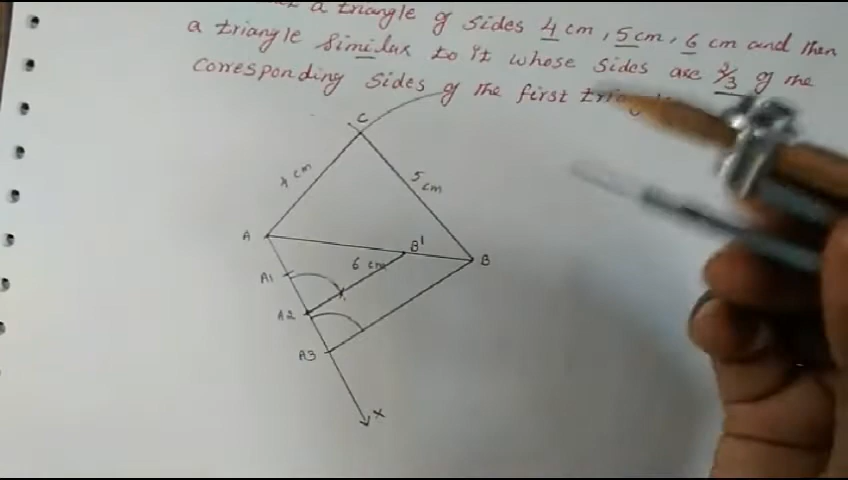 a triangle of sides 4 cm, 5 cm, 6 cm and then
a triangle similar to it whose sides are 2/3 of the
corresponding sides of the first
C
4 cm
5 cm
A
B'
B
6 cm
A1
A2
A3
X